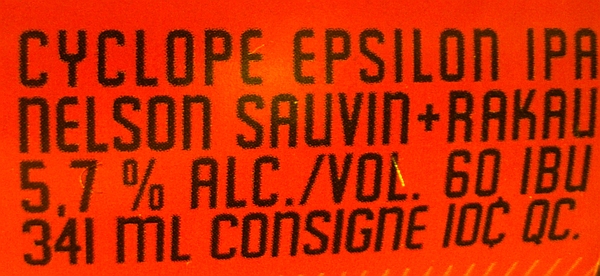 CYCLOPE EPSILON IPA
NELSON SAUVIN+RAKAU
5,7 % ALC./VOL. 60 IBU
341 ML CONSIGNE 10¢ QC.